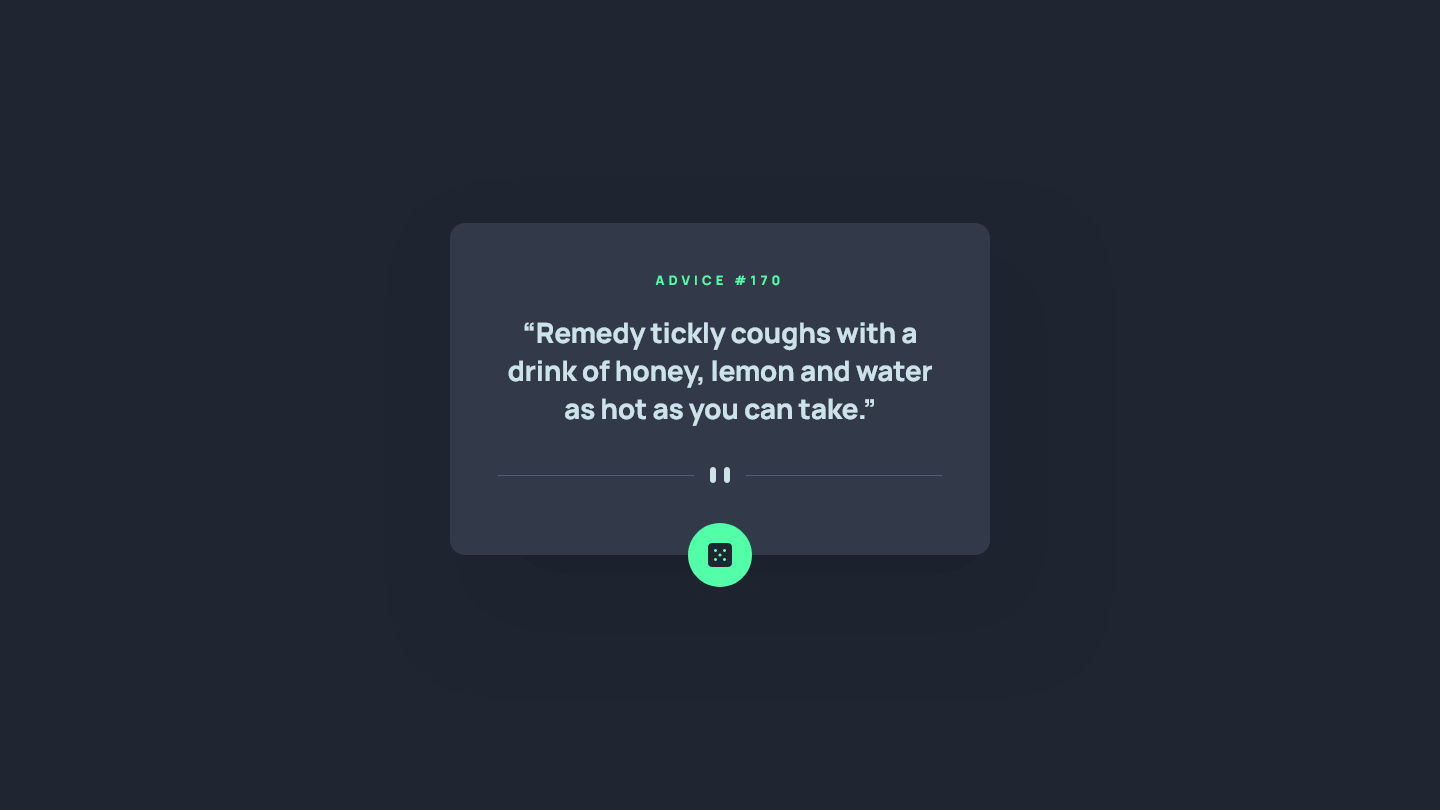 ADVICE #170
“Remedy tickly coughs with a
drink of honey, lemon and water
as hot as you can take.”